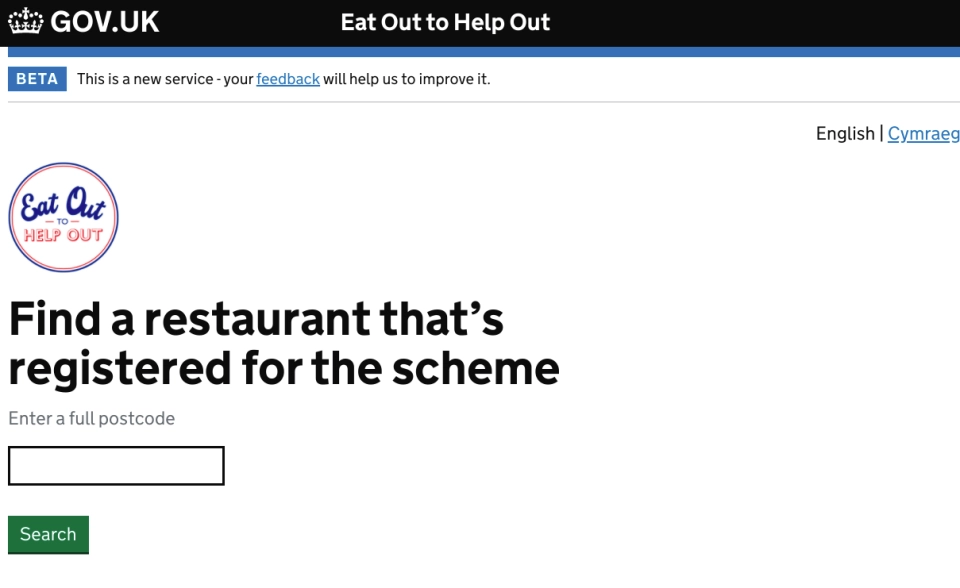 GOV.UK
Eat Out to Help Out
BETA This is a new service - your feedback will help us to improve it.
English | Cymraeg
Eat Out
TO
HELP OUT
Find a restaurant that’s
registered for the scheme
Enter a full postcode
Search